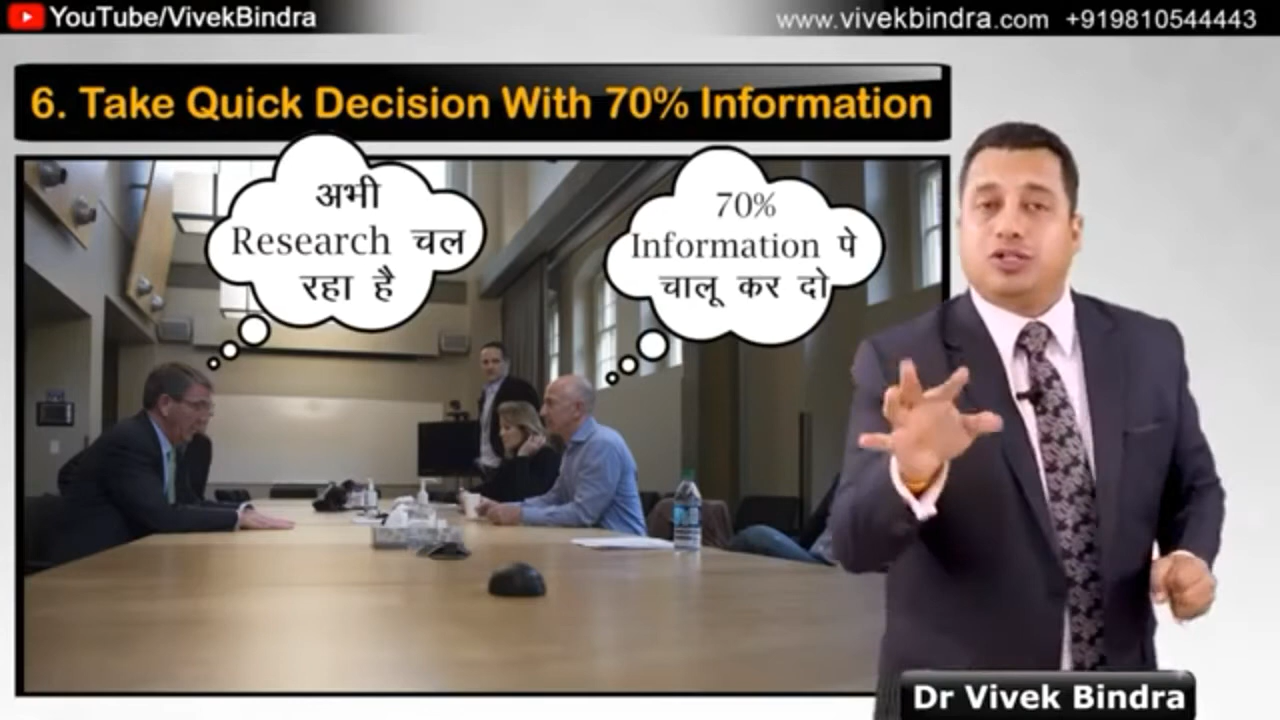 YouTube/VivekBindra
www.vivekbindra.com +919810544443
6. Take Quick Decision With 70% Information
अभी
Research चल
रहा है
70%
Information पे
चालू कर दो
Dr Vivek Bindra